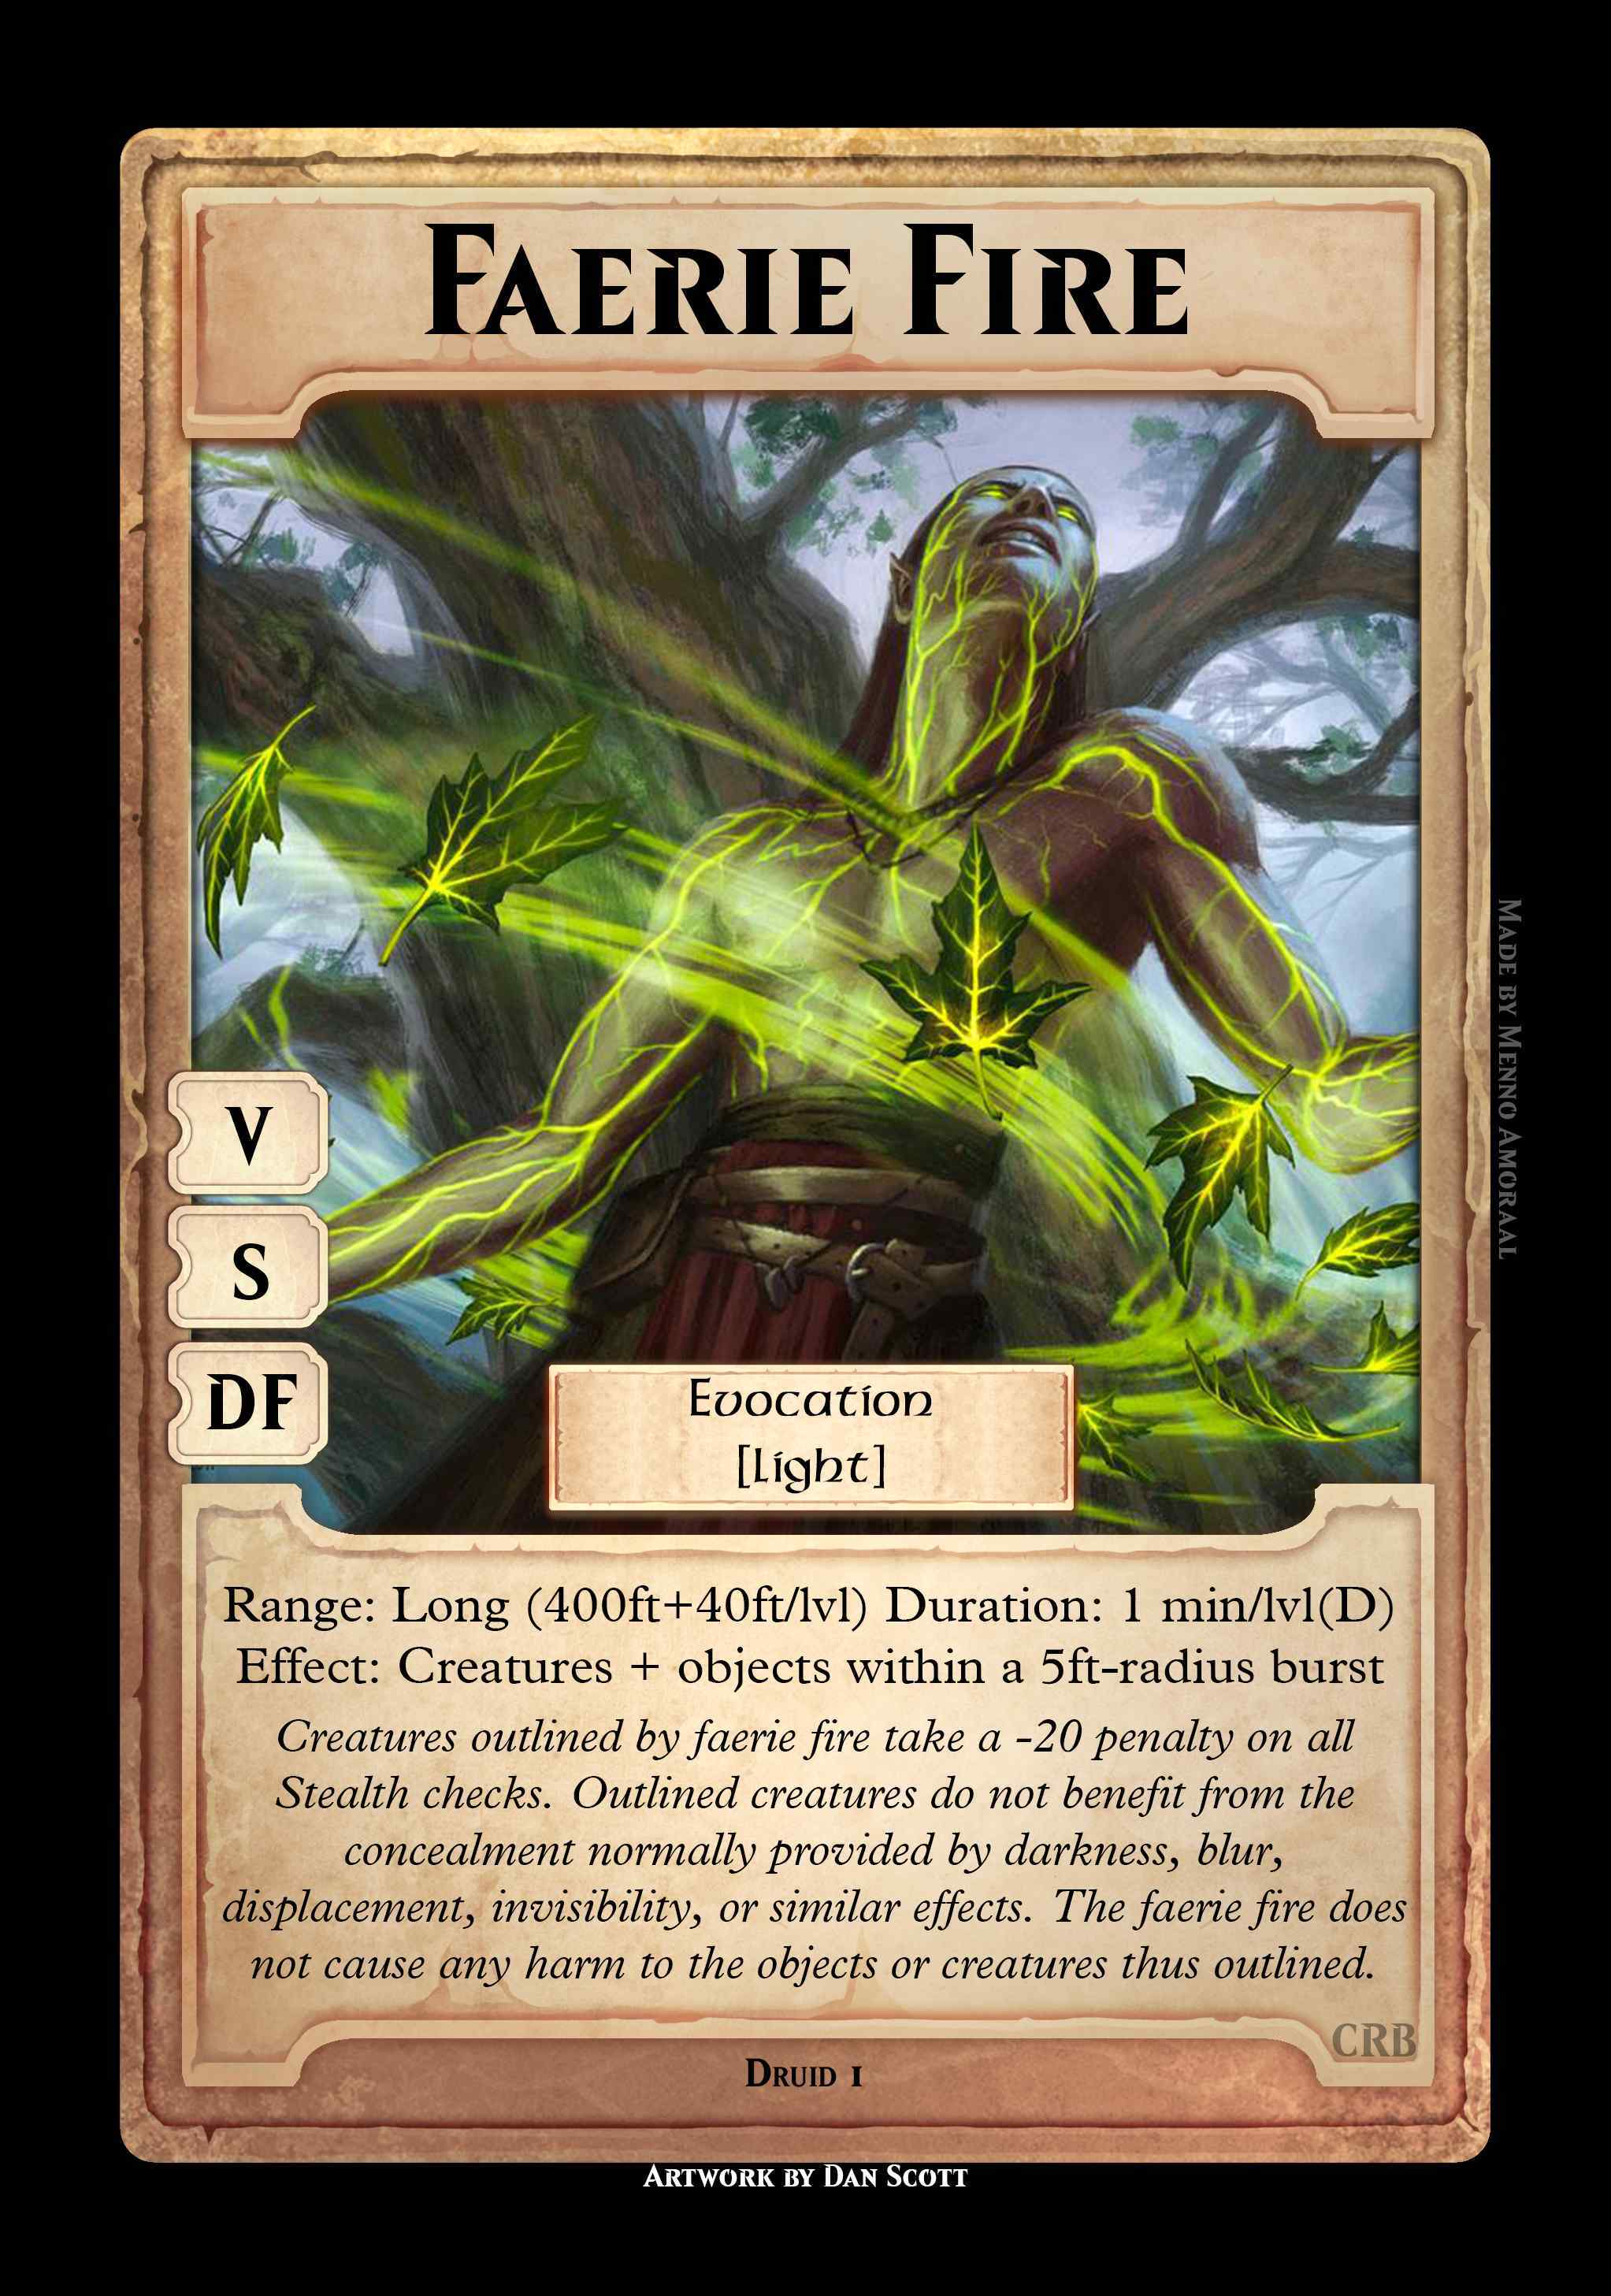 Faerie Fire
V
S
DF
Evocation
[Light]
Range: Long (400ft+40ft/lvl) Duration: 1 min/lvl(D)
Effect: Creatures + objects within a 5ft-radius burst
Creatures outlined by faerie fire take a -20 penalty on all
Stealth checks. Outlined creatures do not benefit from the
concealment normally provided by darkness, blur,
displacement, invisibility, or similar effects. The faerie fire does
not cause any harm to the objects or creatures thus outlined.
CRB
Druid 1
Artwork by Dan Scott
Made by Menno Amoraal